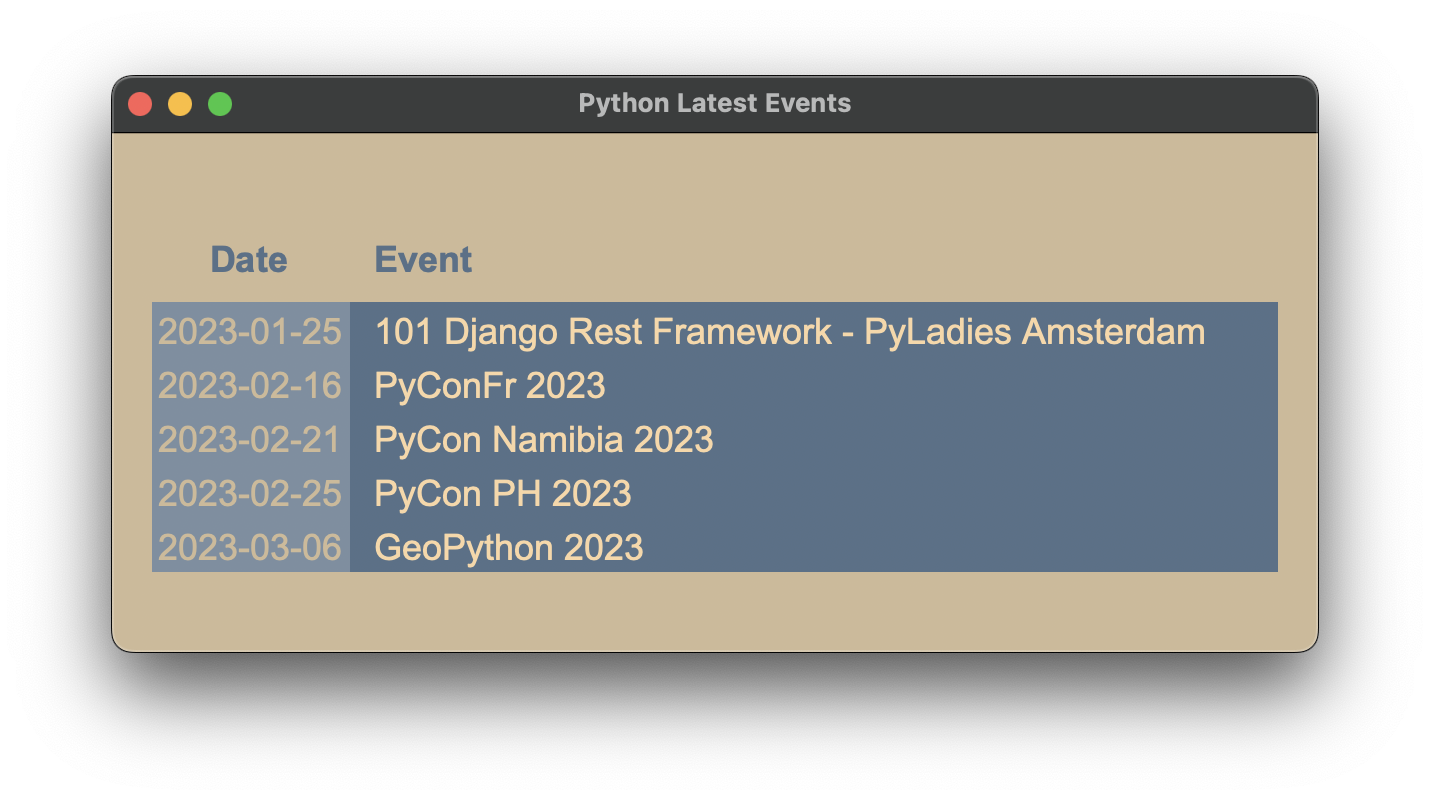 Python Latest Events
Date Event
2023-01-25 101 Django Rest Framework - PyLadies Amsterdam
2023-02-16 PyConFr 2023
2023-02-21 PyCon Namibia 2023
2023-02-25 PyCon PH 2023
2023-03-06 GeoPython 2023